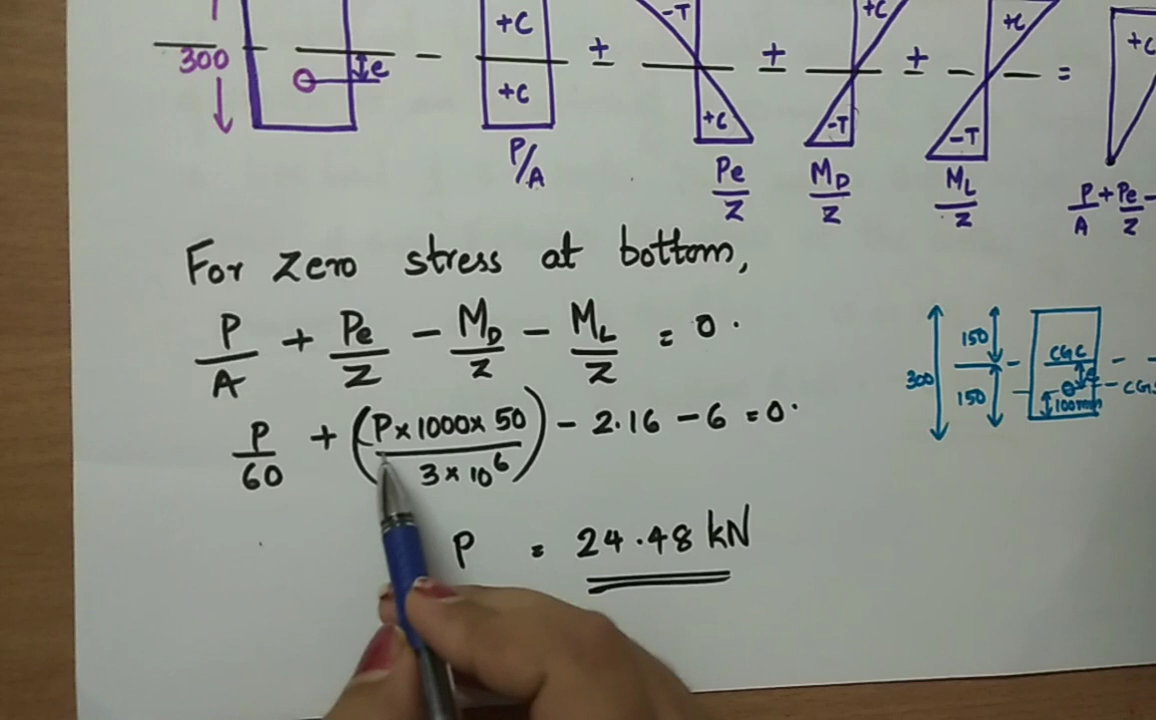 +C -T +C +C
300 e - +C ± +C ± -T ± -T = +C
P/A Pe/Z MD/Z ML/Z P/A + Pe/Z -
For zero stress at bottom,
P/A + Pe/Z - MD/Z - ML/Z = 0.
P/60 + (P x 1000 x 50 / 3 x 10^6) - 2.16 - 6 = 0.
P = 24.48 kN
300 150 CGC
150 e CGS
100mm